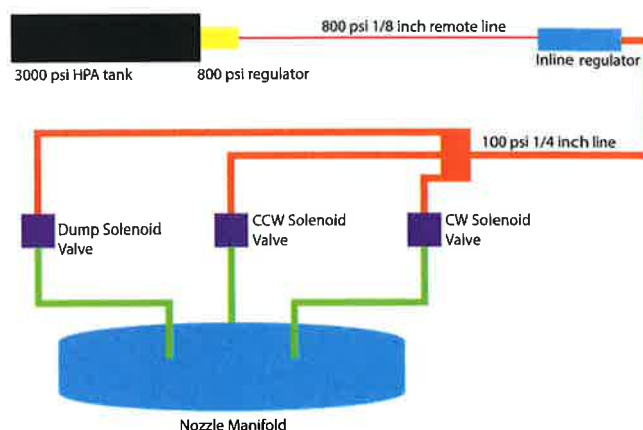 800 psi 1/8 inch remote line
3000 psi HPA tank
800 psi regulator
Inline regulator
100 psi 1/4 inch line
Dump Solenoid
Valve
CCW Solenoid
Valve
CW Solenoid
Valve
Nozzle Manifold